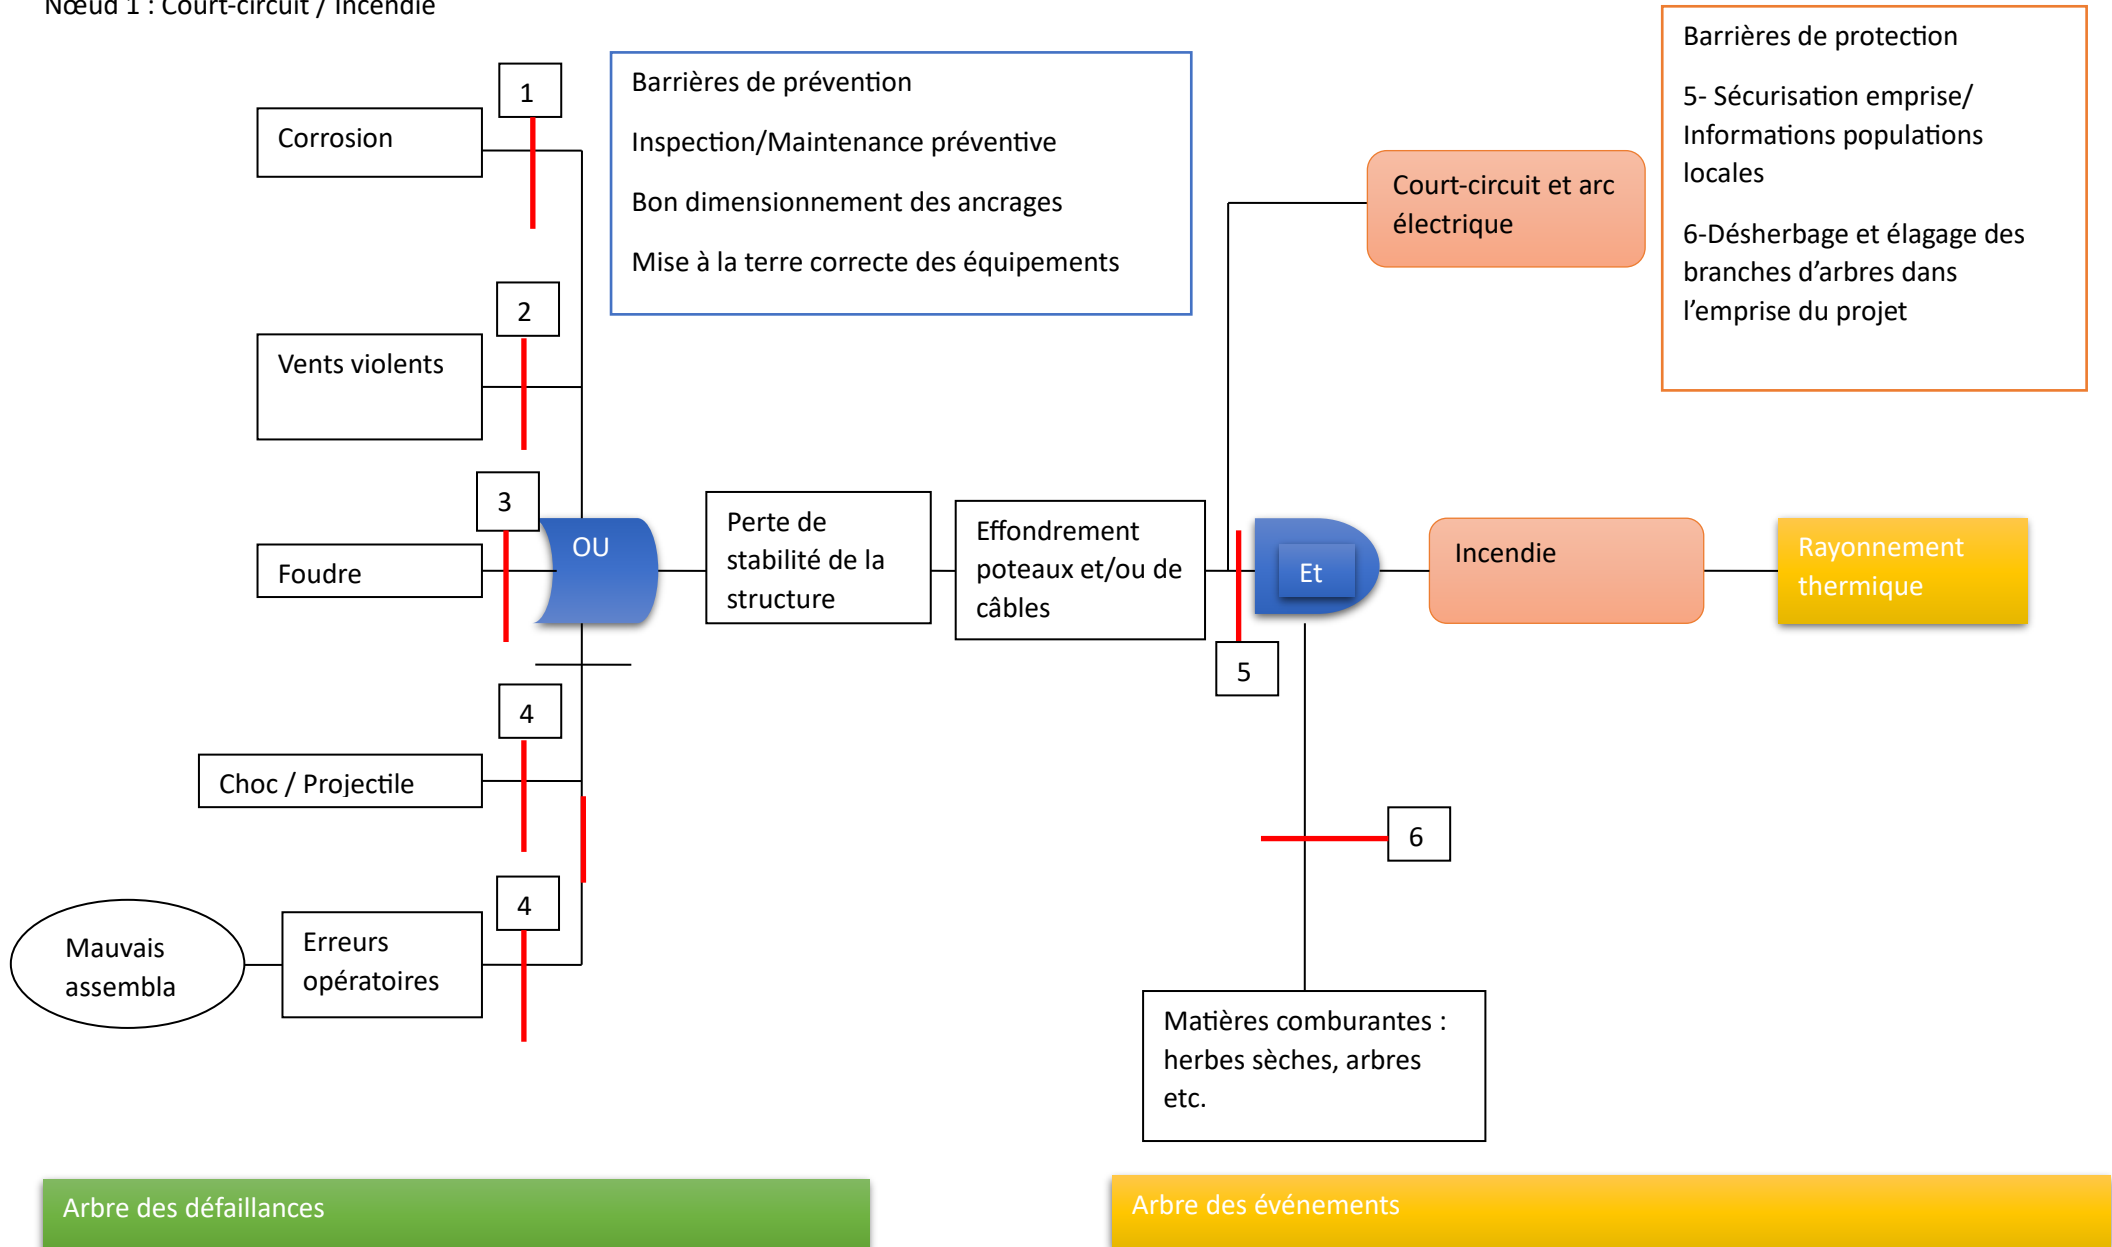 Nœud 1 : Court-circuit / Incendie
1
Corrosion
Barrières de prévention
Inspection/Maintenance préventive
Bon dimensionnement des ancrages
Mise à la terre correcte des équipements
Court-circuit et arc
électrique
Barrières de protection
5- Sécurisation emprise/
Informations populations
locales
6-Désherbage et élagage des
branches d’arbres dans
l’emprise du projet
2
Vents violents
3
Foudre
OU
Perte de
stabilité de la
structure
Effondrement
poteaux et/ou de
câbles
5
Et
Incendie
Rayonnement
thermique
4
Choc / Projectile
6
4
Mauvais
assembla
Erreurs
opératoires
Matières comburantes :
herbes sèches, arbres
etc.
Arbre des défaillances
Arbre des événements